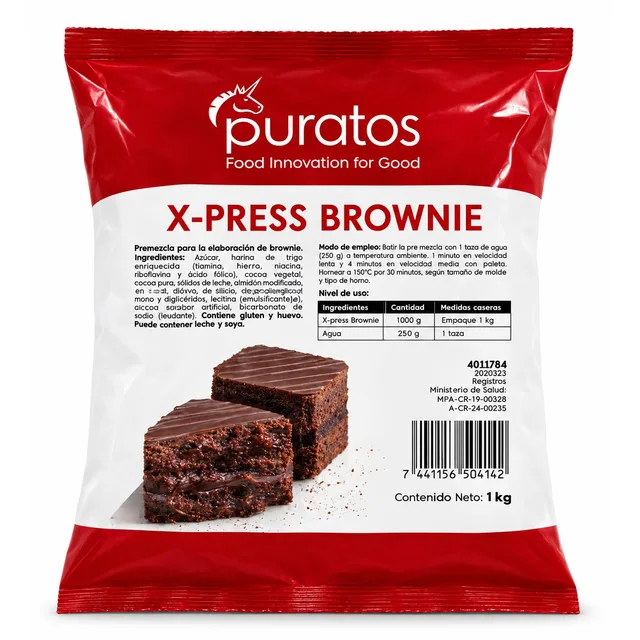 puratos
Food Innovation for Good
X-PRESS BROWNIE
Premezcla para la elaboración de brownie.
Ingredientes: Azúcar, harina de trigo
enriquecida (tiamina, hierro, niacina,
riboflavina y ácido fólico), cocoa vegetal,
cocoa pura, sólidos de leche, almidón modificado,
de silicio,
mono y diglicéridos, lecitina
artificial, bicarbonato de
sodio (leudante). Contiene gluten y huevo.
Puede contener leche y soya.
Modo de empleo: Batir la pre mezcla con 1 taza de agua
(250 g) a temperatura ambiente. 1 minuto en velocidad
lenta y 4 minutos en velocidad media con paleta.
Hornear a 150°C por 30 minutos, según tamaño de molde
y tipo de horno.
Nivel de uso:
Ingredientes Cantidad Medidas caseras
X-press Brownie 1000 g Empaque 1 kg
Agua 250 g 1 taza
4011784
2020323
Registros
Ministerio de Salud:
MPA-CR-19-00328
A-CR-24-00235
7 441156 504142
Contenido Neto: 1 kg